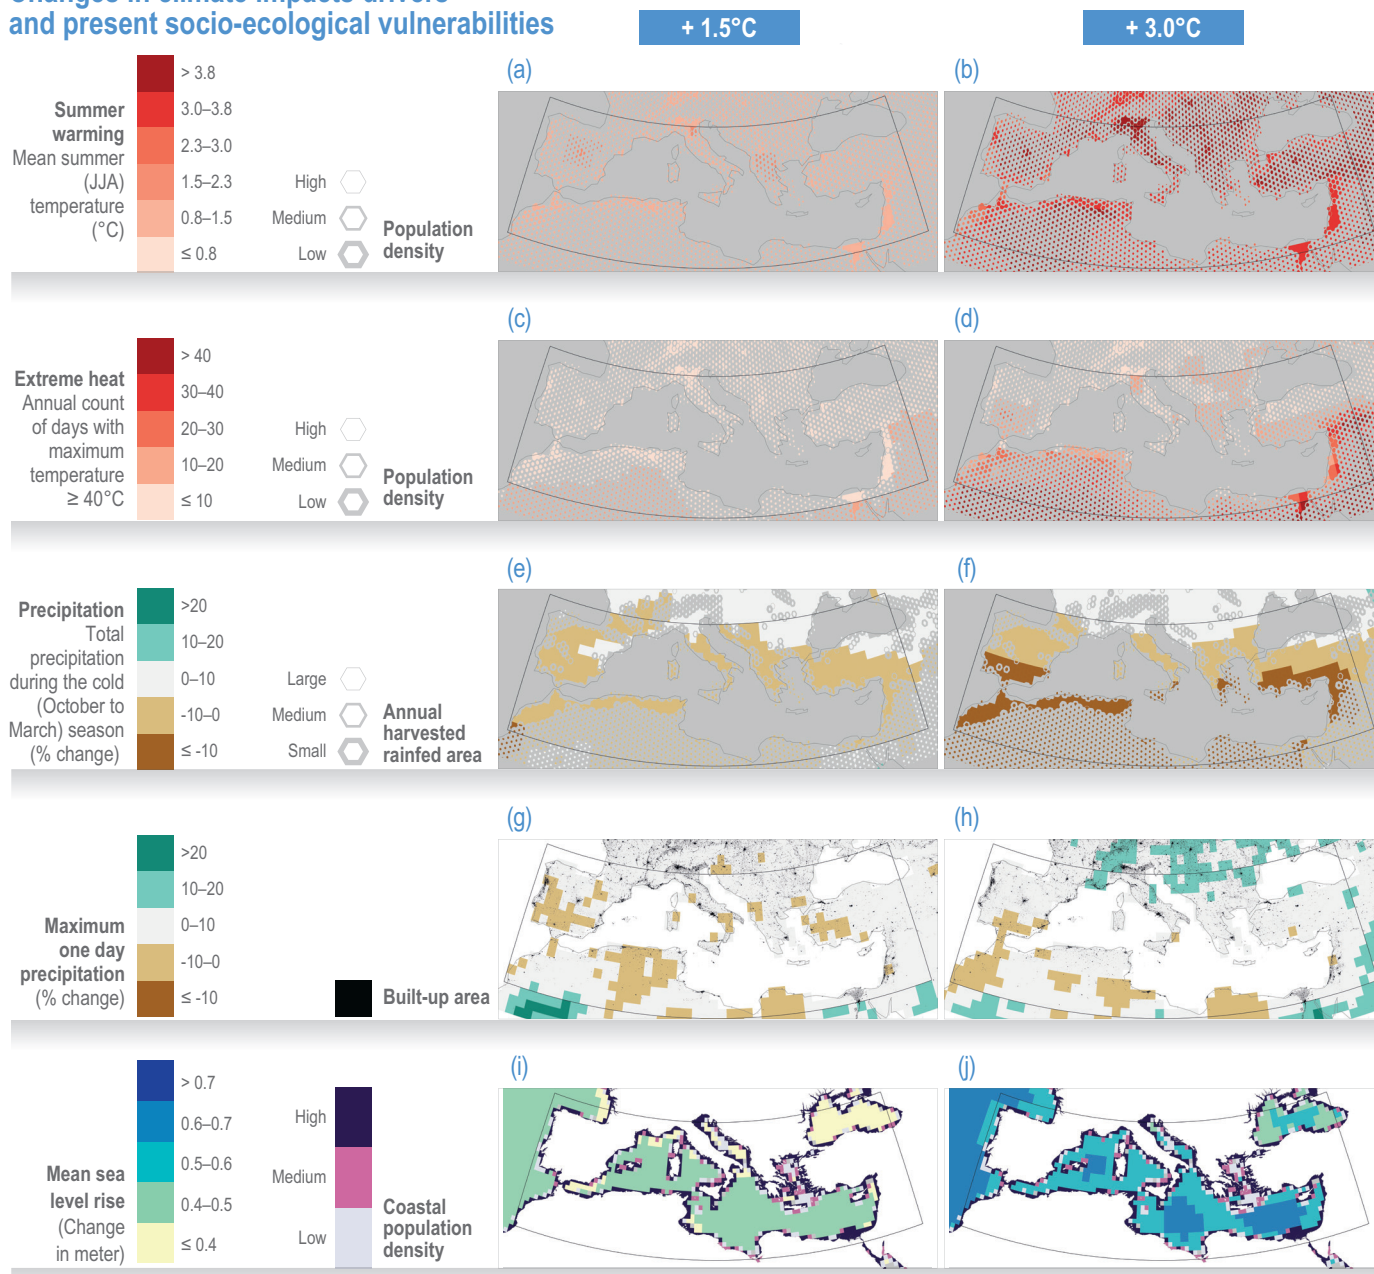 Changes in climate impacts drivers
and present socio-ecological vulnerabilities
+ 1.5°C
+ 3.0°C
Summer
warming
Mean summer
(JJA)
temperature
(°C)
> 3.8
3.0–3.8
2.3–3.0
1.5–2.3
0.8–1.5
≤ 0.8
High
Medium
Low
Population
density
(a)
(b)
Extreme heat
Annual count
of days with
maximum
temperature
≥ 40°C
> 40
30–40
20–30
10–20
≤ 10
High
Medium
Low
Population
density
(c)
(d)
Precipitation
Total
precipitation
during the cold
(October to
March) season
(% change)
>20
10–20
0–10
-10–0
≤ -10
Large
Medium
Small
Annual
harvested
rainfed area
(e)
(f)
Maximum
one day
precipitation
(% change)
>20
10–20
0–10
-10–0
≤ -10
Built-up area
(g)
(h)
Mean sea
level rise
(Change
in meter)
> 0.7
0.6–0.7
0.5–0.6
0.4–0.5
≤ 0.4
High
Medium
Low
Coastal
population
density
(i)
(j)